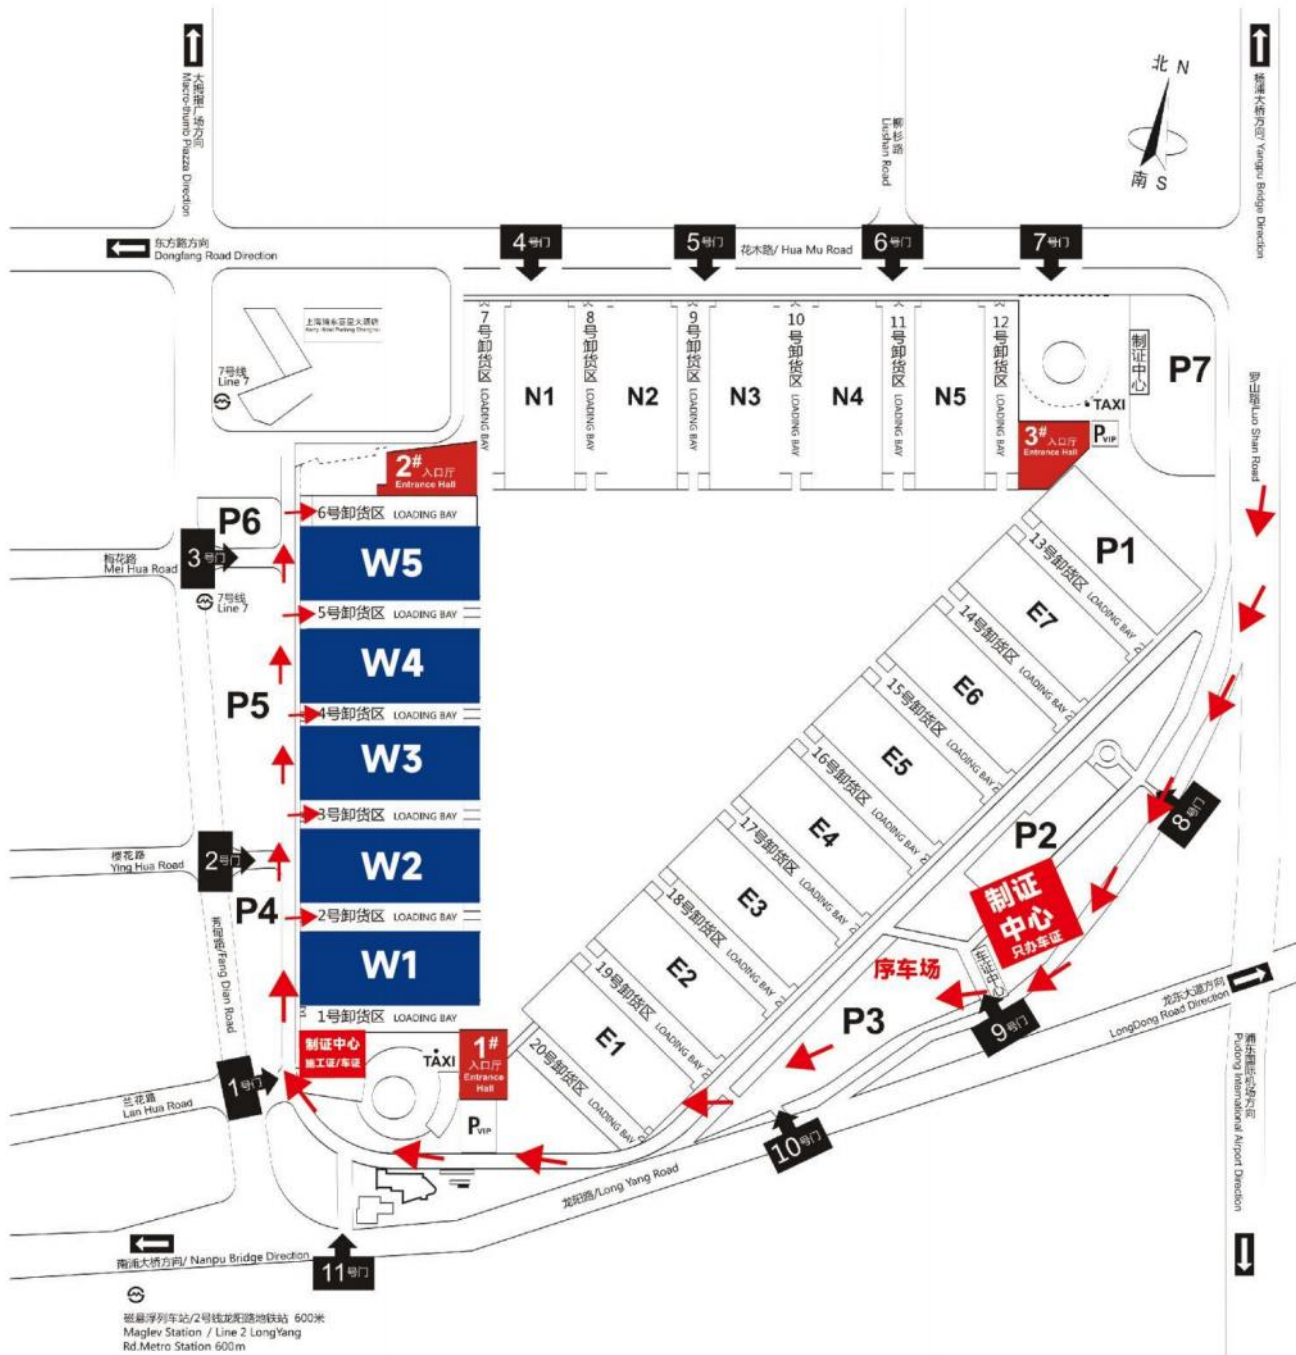 北 N
南 S
大拇指广场方向
Macro-thumb Plazza Direction
柳杉路
Liushan Road
杨浦大桥方向/ Yangpu Bridge Direction
东方路方向
Dongfang Road Direction
4号门
5号门
花木路/ Hua Mu Road
6号门
7号门
7号线
Line 7
7号卸货区 LOADING BAY
N1
8号卸货区 LOADING BAY
N2
9号卸货区 LOADING BAY
N3
10号卸货区 LOADING BAY
N4
11号卸货区 LOADING BAY
N5
12号卸货区 LOADING BAY
制证中心
P7
TAXI
P VIP
3# 入口厅
Entrance Hall
罗山路/Luo Shan Road
2# 入口厅
Entrance Hall
P6
6号卸货区 LOADING BAY
3号门
梅花路
Mei Hua Road
7号线
Line 7
W5
5号卸货区 LOADING BAY
W4
P5
4号卸货区 LOADING BAY
W3
3号卸货区 LOADING BAY
2号门
樱花路
Ying Hua Road
W2
P4
2号卸货区 LOADING BAY
芳甸路/Fang Dian Road
W1
1号卸货区 LOADING BAY
制证中心
施工证/车证
TAXI
1#
入口厅
Entrance
Hall
P VIP
1号门
兰花路
Lan Hua Road
P1
13号卸货区 LOADING BAY
E7
14号卸货区 LOADING BAY
E6
15号卸货区 LOADING BAY
E5
16号卸货区 LOADING BAY
E4
17号卸货区 LOADING BAY
E3
18号卸货区 LOADING BAY
E2
19号卸货区 LOADING BAY
E1
20号卸货区 LOADING BAY
8号门
P2
制证
中心
只办车证
序车场
P3
9号门
10号门
龙东大道方向
LongDong Road Direction
浦东国际机场方向
Pudong International Airport Direction
龙阳路/Long Yang Road
南浦大桥方向/ Nanpu Bridge Direction
11号门
磁悬浮列车站/2号线龙阳路地铁站 600米
Maglev Station / Line 2 LongYang
Rd.Metro Station 600m